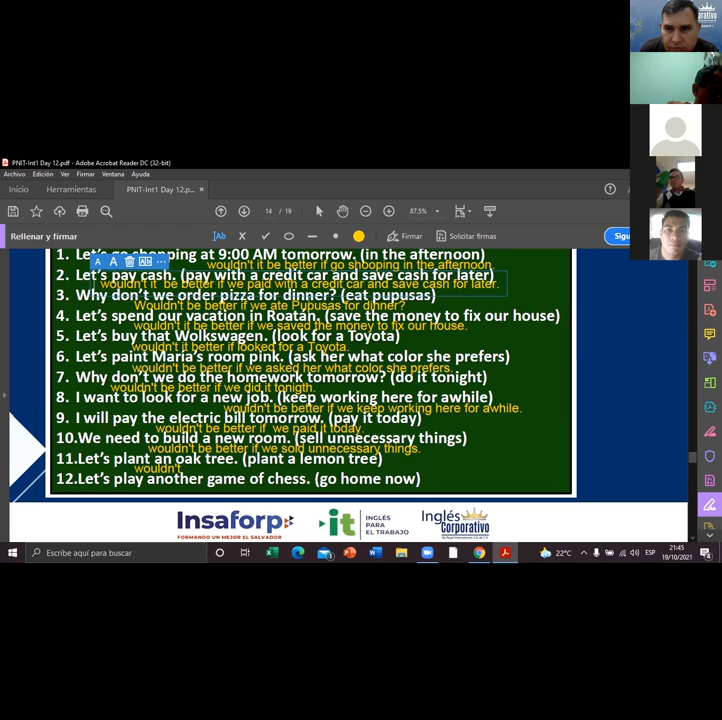 Corporativo
PNIT-Int1 Day 12.pdf - Adobe Acrobat Reader DC (32-bit)
Archivo Edición Ver Firmar Ventana Ayuda
Inicio Herramientas PNIT-Int1 Day 12.p... ×
14 / 19 87.5%
Rellenar y firmar Ab Firmar Solicitar firmas
1. Let's go shopping at 9:00 AM tomorrow. (in the afternoon)
wouldn't it be better if go shooping in the afternoon.
2. Let's pay cash. (pay with a credit car and save cash for later)
wouldn't it be better if we paid with a credit car and save cash for later.
3. Why don't we order pizza for dinner? (eat pupusas)
Wouldn't be better if we ate Pupusas for dinner?
4. Let's spend our vacation in Roatán. (save the money to fix our house)
wouldn't it be better if we saved the money to fix our house.
5. Let's buy that Wolkswagen. (look for a Toyota)
wouldn't it better if looked for a Toyota.
6. Let's paint Maria's room pink. (ask her what color she prefers)
wouldn't be better if we asked her what color she prefers.
7. Why don't we do the homework tomorrow? (do it tonight)
wouldn't be better if we did it tonigth.
8. I want to look for a new job. (keep working here for awhile)
wouldn't be better if we keep working here for awhile.
9. I will pay the electric bill tomorrow. (pay it today)
wouldn't be better if we paid it today.
10.We need to build a new room. (sell unnecessary things)
wouldn't be better if we sold unnecessary things.
11.Let's plant an oak tree. (plant a lemon tree)
wouldn't
12.Let's play another game of chess. (go home now)
Insaforp
FORMANDO UN MEJOR EL SALVADOR
it INGLÉS PARA EL TRABAJO
Inglés Corporativo
Escribe aquí para buscar
22°C ESP 21:45
19/10/2021